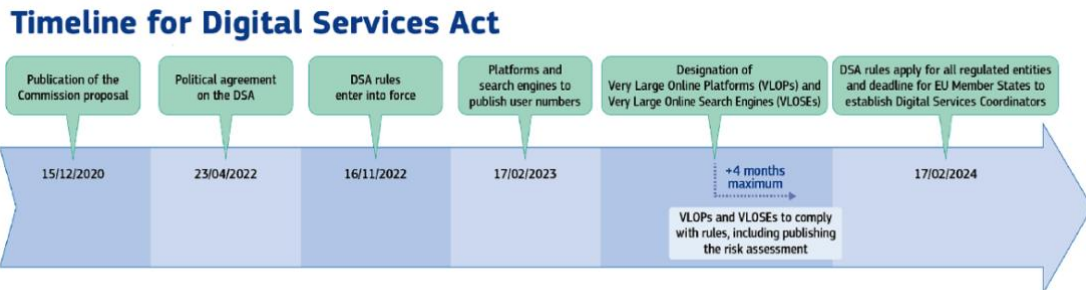 Timeline for Digital Services Act
Publication of the
Commission proposal
Political agreement
on the DSA
DSA rules
enter into force
Platforms and
search engines to
publish user numbers
Designation of
Very Large Online Platforms (VLOPs) and
Very Large Online Search Engines (VLOSEs)
DSA rules apply for all regulated entities
and deadline for EU Member States to
establish Digital Services Coordinators
15/12/2020
23/04/2022
16/11/2022
17/02/2023
+4 months
maximum
17/02/2024
VLOPs and VLOSEs to comply
with rules, including publishing
the risk assessment